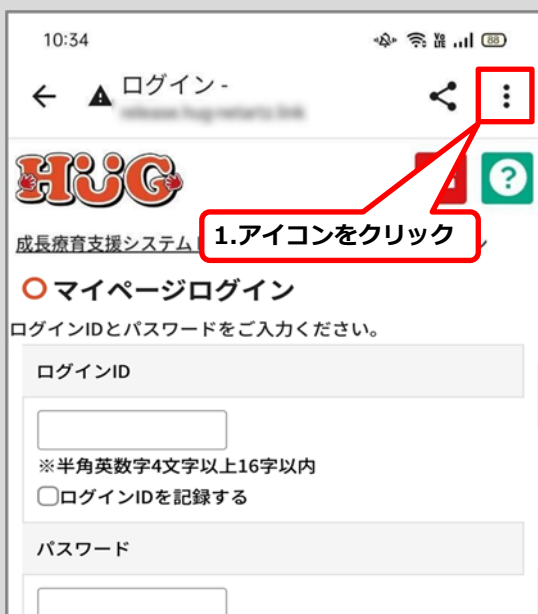 10:34
88
ログイン -
HUG
?
1.アイコンをクリック
成長療育支援システム
マイページログイン
ログインIDとパスワードをご入力ください。
ログインID
※半角英数字4文字以上16字以内
ログインIDを記録する
パスワード